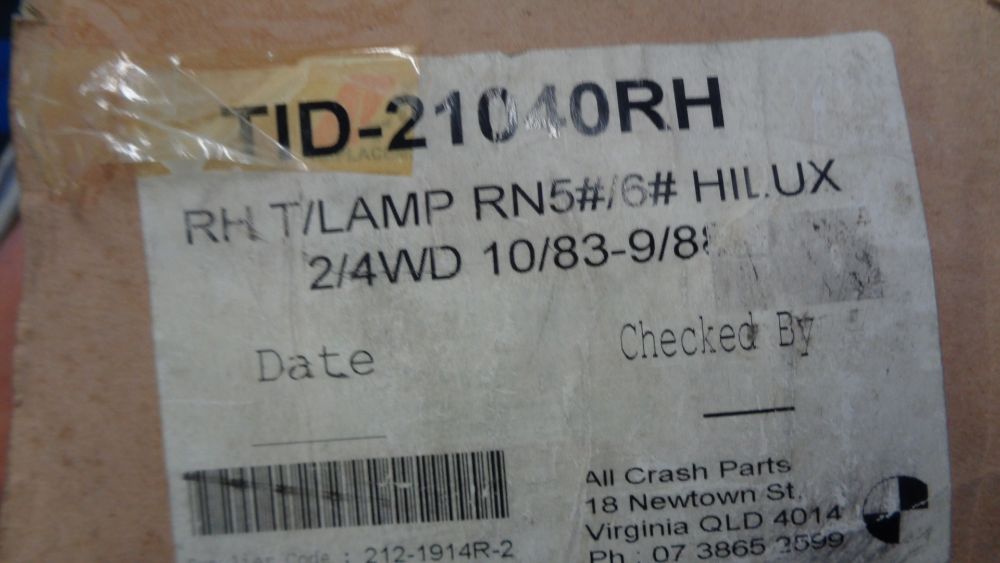 TID-21040RH
RH T/LAMP RN5#/6# HILUX
2/4WD 10/83-9/88
Date
Checked By
All Crash Parts
18 Newtown St.
Virginia QLD 4014
Ph : 07 3865 2599
Code : 212-1914R-2